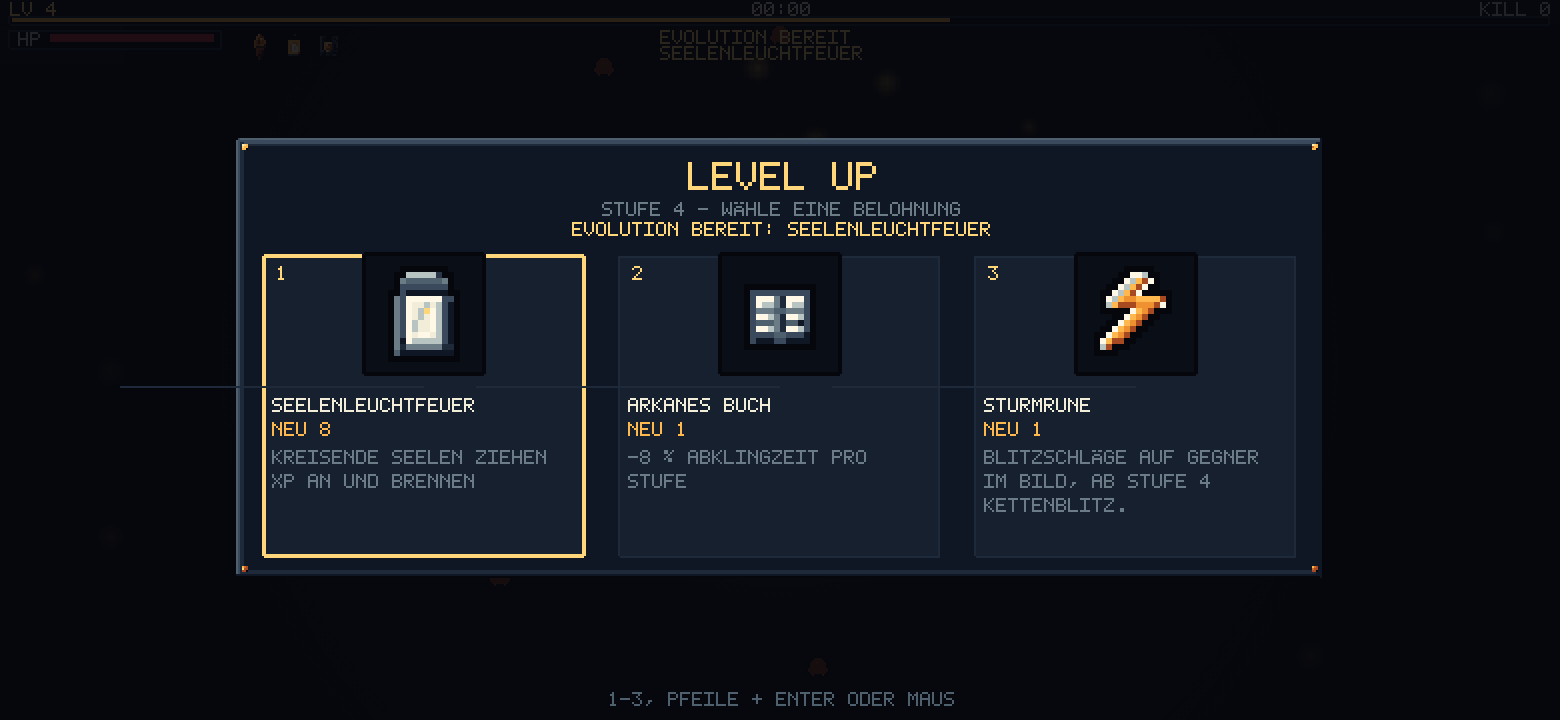 LV 4
00:00
KILL 0
HP
EVOLUTION BEREIT
SEELENLEUCHTFEUER
LEVEL UP
STUFE 4 - WÄHLE EINE BELOHNUNG
EVOLUTION BEREIT: SEELENLEUCHTFEUER
1
SEELENLEUCHTFEUER
NEU 8
KREISENDE SEELEN ZIEHEN
XP AN UND BRENNEN
2
ARKANES BUCH
NEU 1
-8 % ABKLINGZEIT PRO
STUFE
3
STURMRUNE
NEU 1
BLITZSCHLÄGE AUF GEGNER
IM BILD, AB STUFE 4
KETTENBLITZ.
1-3, PFEILE + ENTER ODER MAUS